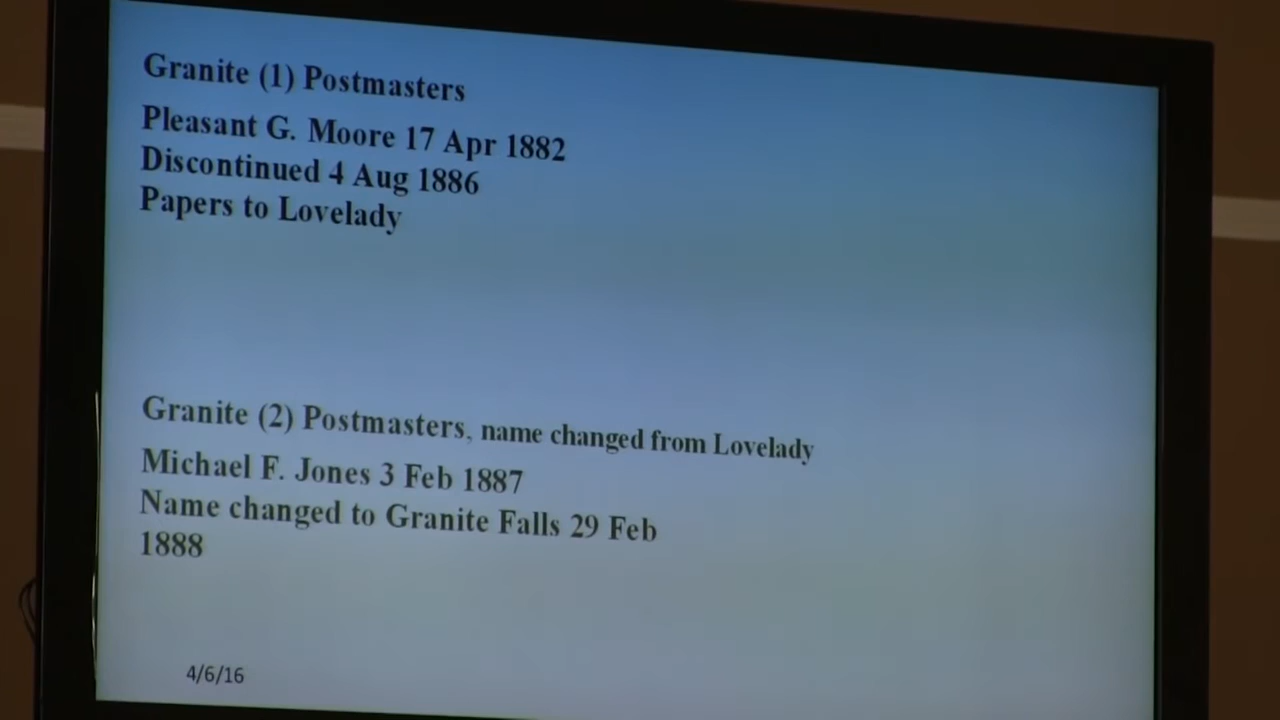 Granite (1) Postmasters
Pleasant G. Moore 17 Apr 1882
Discontinued 4 Aug 1886
Papers to Lovelady
Granite (2) Postmasters, name changed from Lovelady
Michael F. Jones 3 Feb 1887
Name changed to Granite Falls 29 Feb
1888
4/6/16